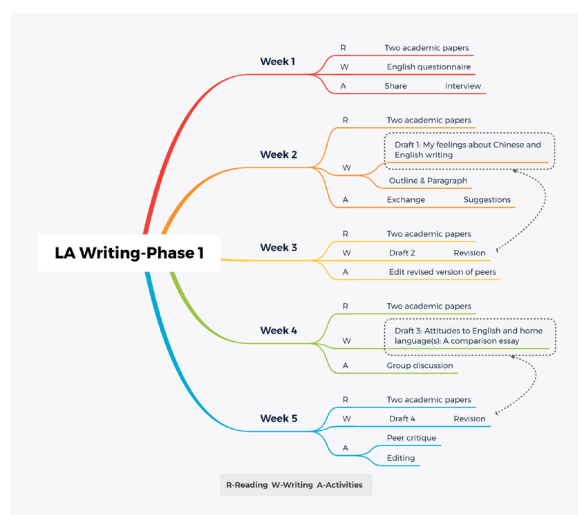 Week 1
R Two academic papers
W English questionnaire
A Share Interview
Week 2
R Two academic papers
W
Draft 1: My feelings about Chinese and
English writing
Outline & Paragraph
A Exchange Suggestions
LA Writing-Phase 1
Week 3
R Two academic papers
W Draft 2 Revision
A Edit revised version of peers
Week 4
R Two academic papers
W
Draft 3: Attitudes to English and home
language(s): A comparison essay
A Group discussion
Week 5
R Two academic papers
W Draft 4 Revision
A
Peer critique
Editing
R-Reading W-Writing A-Activities